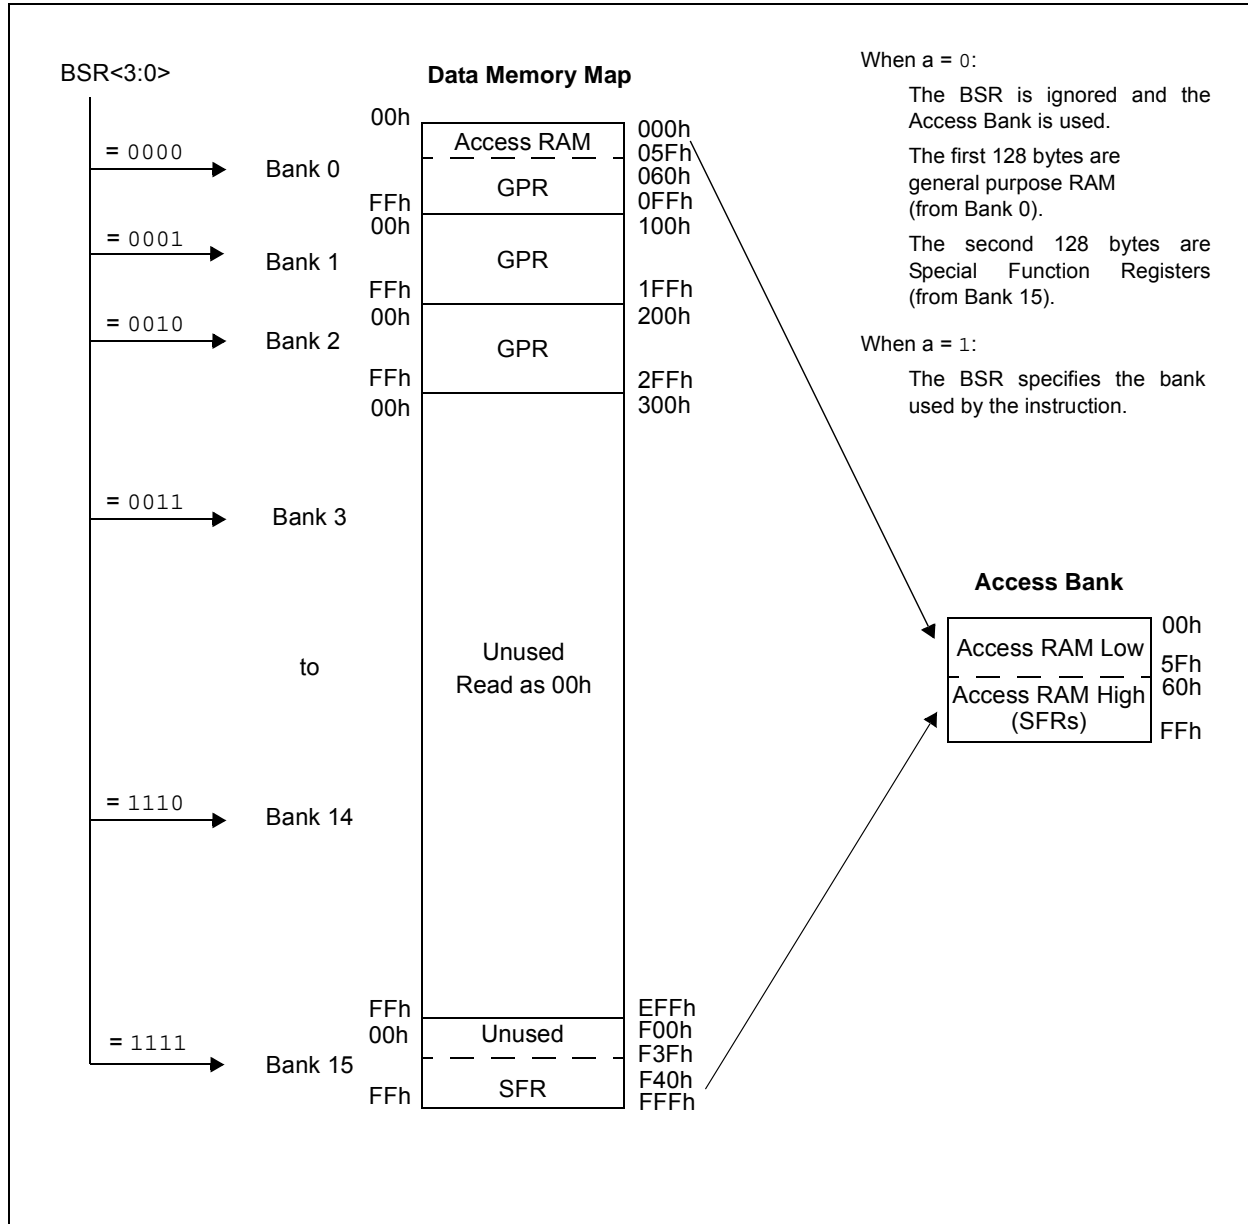 BSR<3:0>
= 0000
= 0001
= 0010
= 0011
= 1110
= 1111
Bank 0
Bank 1
Bank 2
Bank 3
to
Bank 14
Bank 15
Data Memory Map
00h
FFh
00h
FFh
00h
FFh
00h
FFh
00h
FFh
Access RAM
GPR
GPR
GPR
Unused
Read as 00h
Unused
SFR
000h
05Fh
060h
0FFh
100h
1FFh
200h
2FFh
300h
EFFh
F00h
F3Fh
F40h
FFFh
When a = 0:
The BSR is ignored and the
Access Bank is used.
The first 128 bytes are
general purpose RAM
(from Bank 0).
The second 128 bytes are
Special Function Registers
(from Bank 15).
When a = 1:
The BSR specifies the bank
used by the instruction.
Access Bank
Access RAM Low
Access RAM High
(SFRs)
00h
5Fh
60h
FFh